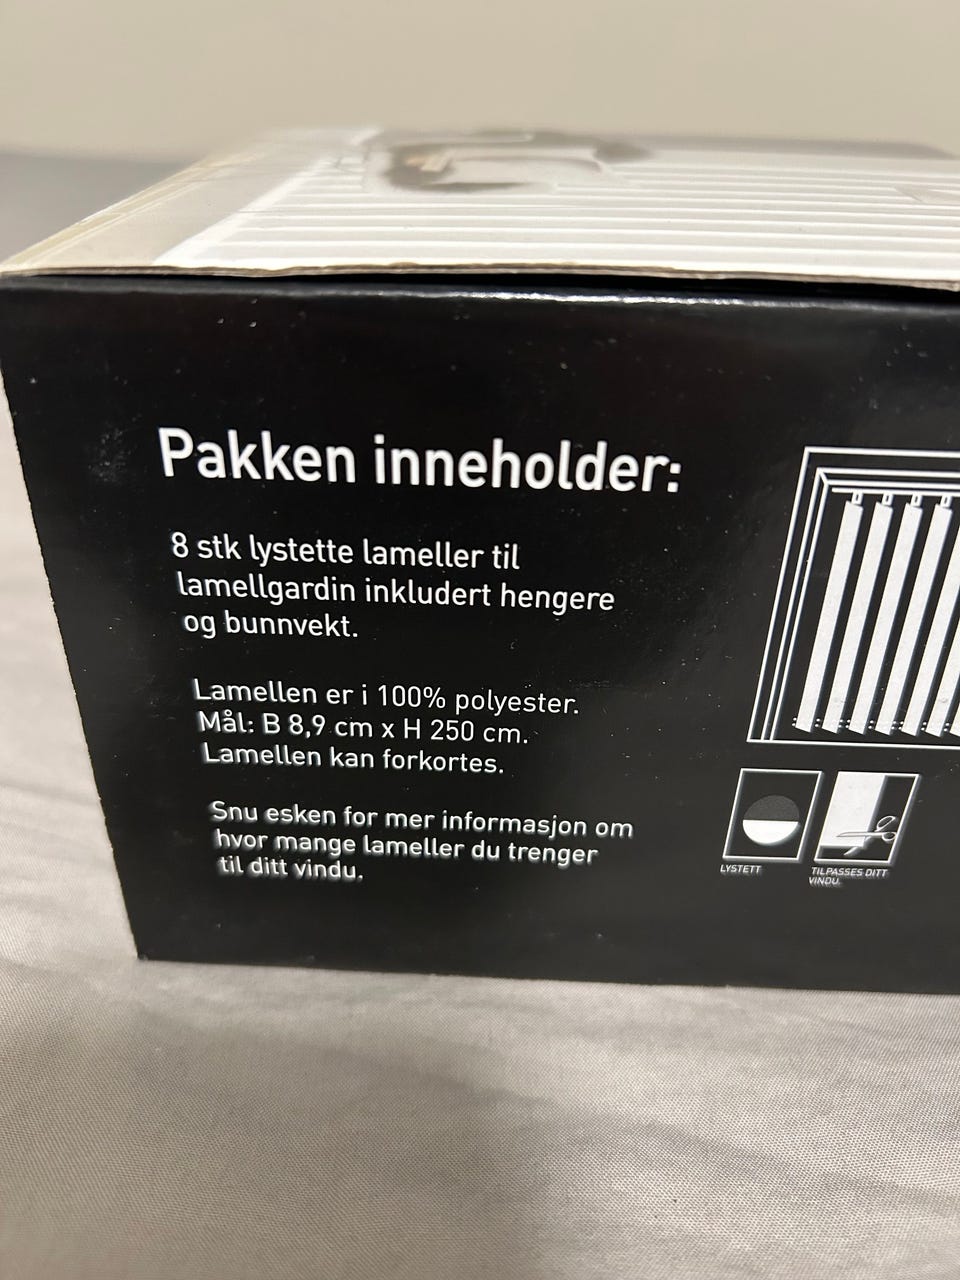 Pakken inneholder:
8 stk lystette lameller til
lamellgardin inkludert hengere
og bunnvekt.
Lamellen er i 100% polyester.
Mål: B 8,9 cm x H 250 cm.
Lamellen kan forkortes.
Snu esken for mer informasjon om
hvor mange lameller du trenger
til ditt vindu.
LYSTETT
TILPASSES DITT
VINDU.